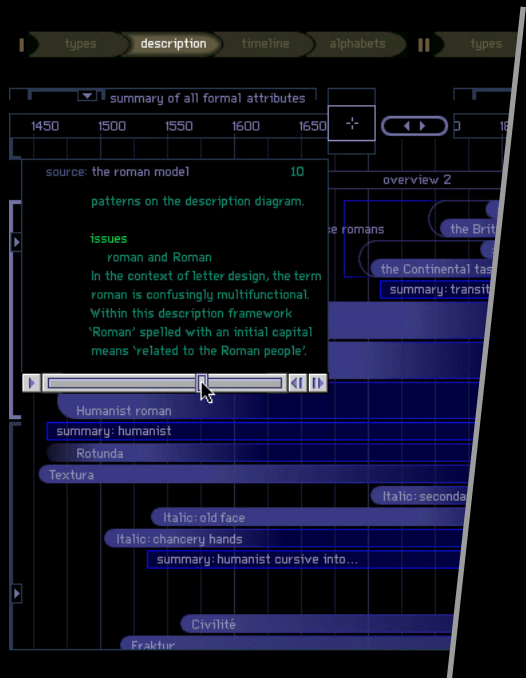 types description timeline alphabets types
summary of all formal attributes
1450 1500 1550 1600 1650
source: the roman model 10
patterns on the description diagram.
issues
roman and Roman
In the context of letter design, the term
roman is confusingly multifunctional.
Within this description framework
‘Roman’ spelled with an initial capital
means ‘related to the Roman people’.
overview 2
romans
the Brit
the Continental
summary: transit
Humanist roman
summary: humanist
Rotunda
Textura
Italic: seconda
Italic: old face
Italic: chancery hands
summary: humanist cursive into...
Civilité
Fraktur